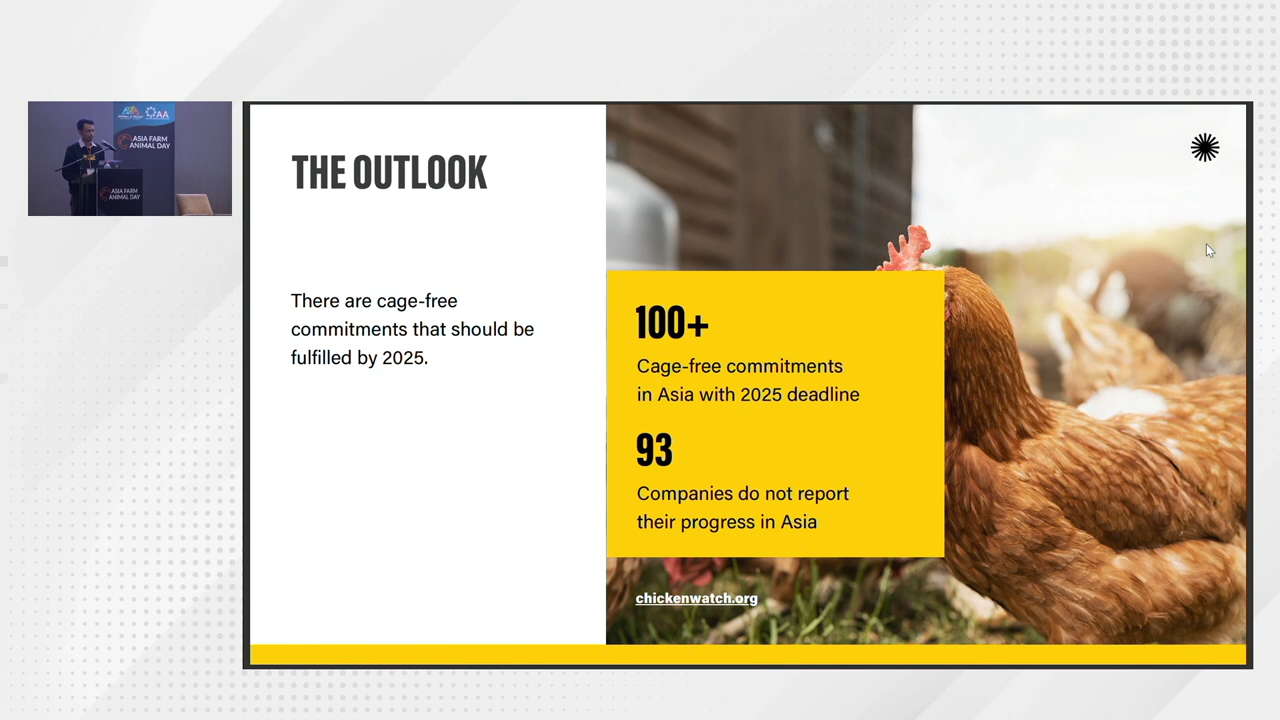 AA
ASIA FARM
ANIMAL DAY
ASIA FARM
ANIMAL DAY
THE OUTLOOK
There are cage-free
commitments that should be
fulfilled by 2025.
100+
Cage-free commitments
in Asia with 2025 deadline
93
Companies do not report
their progress in Asia
chickenwatch.org